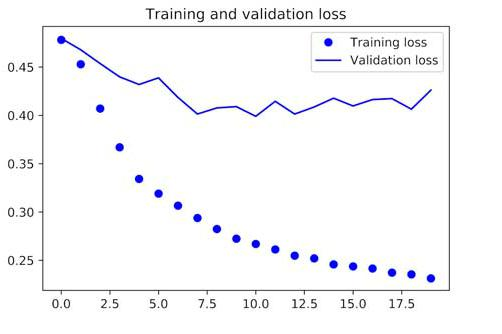 Training and validation loss
Training loss
Validation loss
0.45
0.40
0.35
0.30
0.25
0.0 2.5 5.0 7.5 10.0 12.5 15.0 17.5